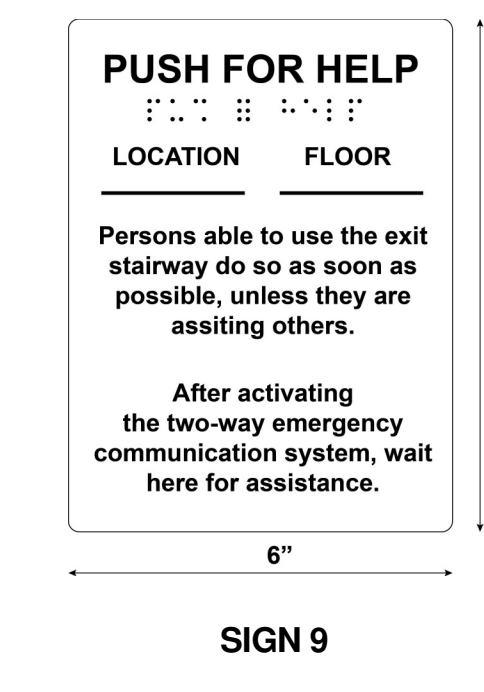 PUSH FOR HELP
⠏⠥⠩ ⠿ ⠓⠑⠇⠏
LOCATION FLOOR
Persons able to use the exit
stairway do so as soon as
possible, unless they are
assiting others.
After activating
the two-way emergency
communication system, wait
here for assistance.
6”
SIGN 9